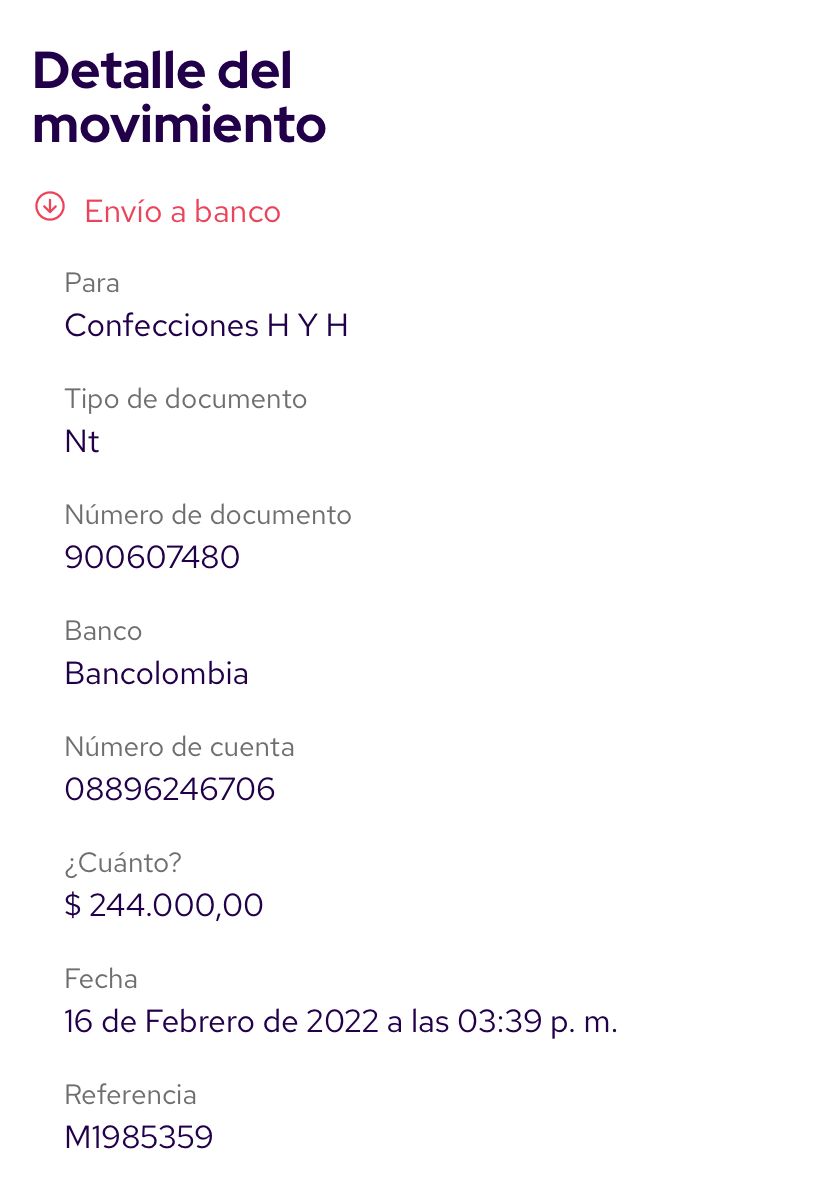 Detalle del
movimiento
Envío a banco
Para
Confecciones H Y H
Tipo de documento
Nt
Número de documento
900607480
Banco
Bancolombia
Número de cuenta
08896246706
¿Cuánto?
$ 244.000,00
Fecha
16 de Febrero de 2022 a las 03:39 p. m.
Referencia
M1985359